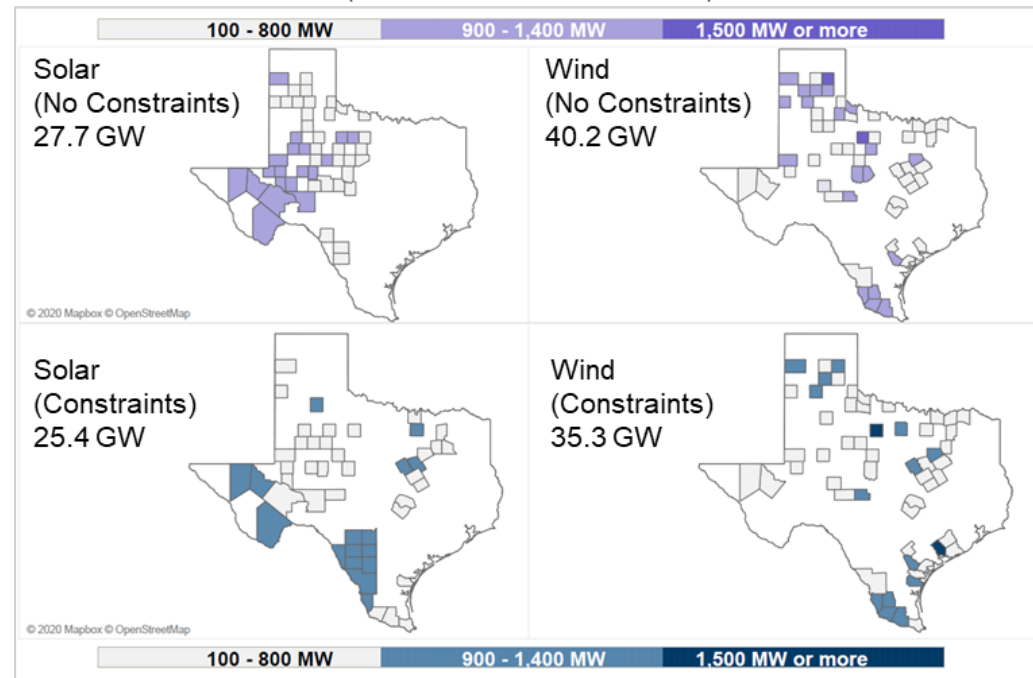 100 - 800 MW 900 - 1,400 MW 1,500 MW or more
Solar
(No Constraints)
27.7 GW
Wind
(No Constraints)
40.2 GW
© 2020 Mapbox © OpenStreetMap
Solar
(Constraints)
25.4 GW
Wind
(Constraints)
35.3 GW
© 2020 Mapbox © OpenStreetMap
100 - 800 MW 900 - 1,400 MW 1,500 MW or more